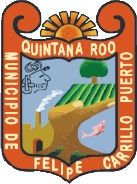 QUINTANA ROO
MUNICIPIO DE FELIPE CARRILLO PUERTO